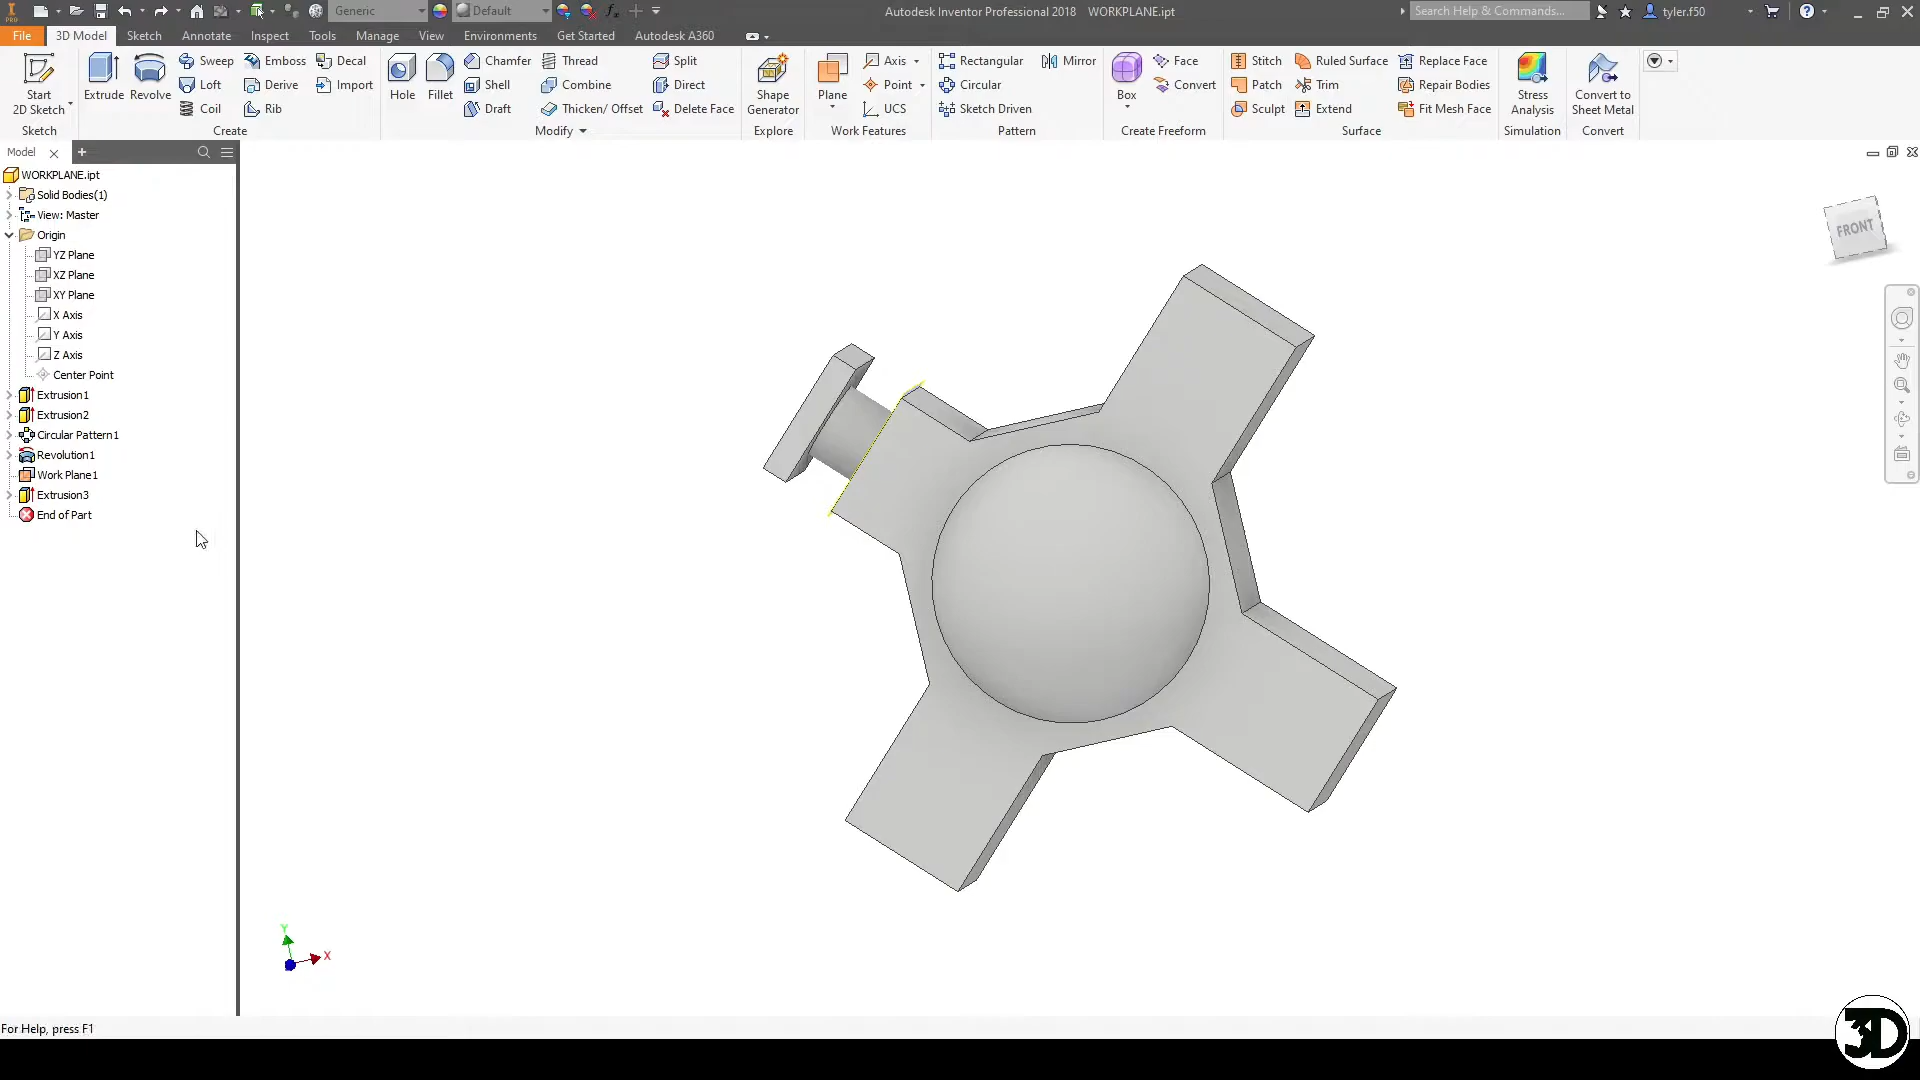 PRO
Generic
Default
Autodesk Inventor Professional 2018 WORKPLANE.ipt
Search Help & Commands...
tyler.f50
File
3D Model
Sketch
Annotate
Inspect
Tools
Manage
View
Environments
Get Started
Autodesk A360
Start
2D Sketch
Sketch
Extrude
Revolve
Sweep
Loft
Coil
Emboss
Derive
Rib
Decal
Import
Create
Hole
Fillet
Chamfer
Shell
Draft
Thread
Combine
Thicken/ Offset
Split
Direct
Delete Face
Modify
Shape
Generator
Explore
Plane
Axis
Point
UCS
Work Features
Rectangular
Circular
Sketch Driven
Mirror
Pattern
Box
Face
Convert
Create Freeform
Stitch
Patch
Sculpt
Ruled Surface
Trim
Extend
Replace Face
Repair Bodies
Fit Mesh Face
Surface
Stress
Analysis
Simulation
Convert to
Sheet Metal
Convert
Model
WORKPLANE.ipt
Solid Bodies(1)
View: Master
Origin
YZ Plane
XZ Plane
XY Plane
X Axis
Y Axis
Z Axis
Center Point
Extrusion1
Extrusion2
Circular Pattern1
Revolution1
Work Plane1
Extrusion3
End of Part
FRONT
Y
X
For Help, press F1
3D